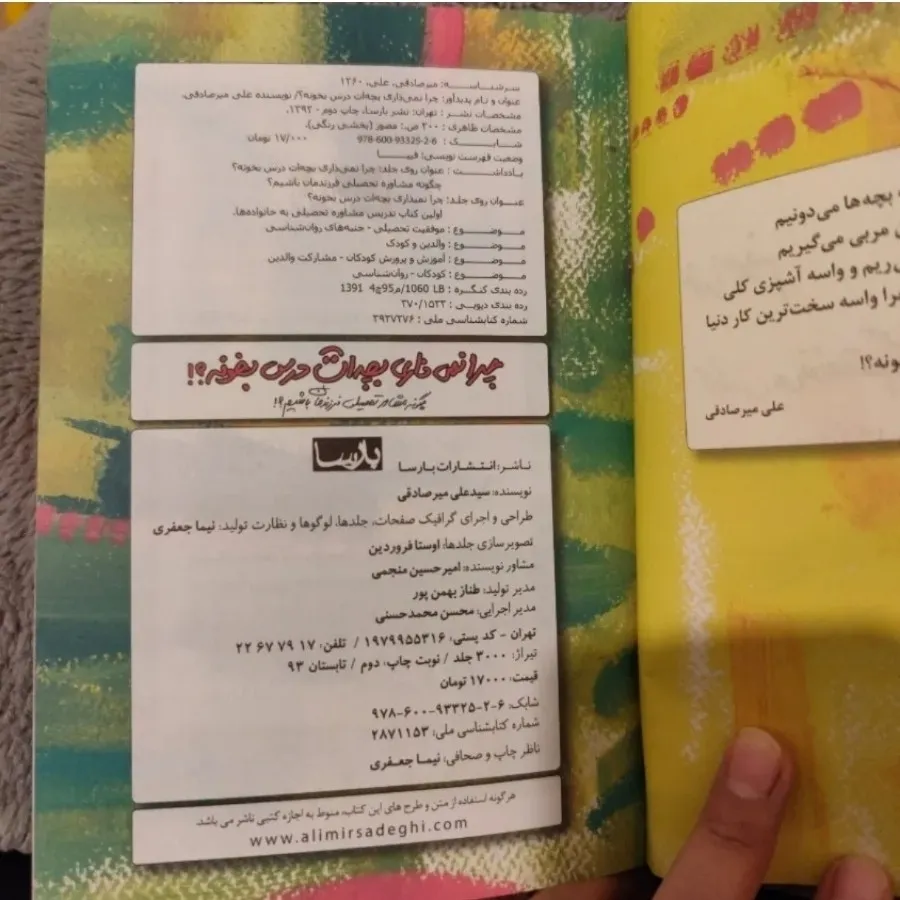 سرشناسه: میرصادقی، علی، ۱۳۶۰
عنوان و نام پدیدآور: چرا نمی‌ذاری بچه‌ات درس بخونه؟/ نویسنده علی میرصادقی.
مشخصات نشر : تهران: نشر بارسا، چاپ دوم - ۱۳۹۲.
مشخصات ظاهری : ۲۰۰ ص.: مصور (بخشی رنگی).
شابک : 978-600-93325-2-6 ۱۷/۰۰۰ تومان
وضعیت فهرست نویسی: فیپا
یادداشت : عنوان روی جلد: چرا نمی‌ذاری بچه‌ات درس بخونه؟
چگونه مشاوره تحصیلی فرزندمان باشیم؟
عنوان روی جلد: چرا نمیذاری بچه‌ات درس بخونه؟
اولین کتاب تدریس مشاوره تحصیلی به خانواده‌ها.
موضوع : موفقیت تحصیلی - جنبه‌های روان‌شناسی
موضوع : والدین و کودک
موضوع : آموزش و پرورش کودکان - مشارکت والدین
موضوع : کودکان - روان‌شناسی
رده بندی کنگره : LB 1060/م95چ4 1391
رده بندی دیویی : ۳۷۰/۱۵۲۳
شماره کتابشناسی ملی : ۲۹۲۷۲۷۶
چرا نمی ذاری بچه‌ات درس بخونه؟!
چگونه مشاور تحصیلی فرزندمان باشیم؟!
بارسا
ناشر: انتشارات بارسا
نویسنده: سیدعلی میرصادقی
طراحی و اجرای گرافیک صفحات، جلدها، لوگوها و نظارت تولید: نیما جعفری
تصویرسازی جلدها: اوستا فروردین
مشاور نویسنده: امیرحسین منجمی
مدیر تولید: طناز بهمن پور
مدیر اجرایی: محسن محمدحسنی
تهران - کد پستی: ۱۹۷۹۹۵۵۳۱۶ / تلفن: ۱۷ ۷۹ ۶۷ ۲۲
تیراژ: ۳۰۰۰ جلد / نوبت چاپ: دوم / تابستان ۹۳
قیمت: ۱۷۰۰۰ تومان
شابک: ۶-۲-۹۳۳۲۵-۶۰۰-۹۷۸
شماره کتابشناسی ملی: ۲۸۷۱۱۵۳
ناظر چاپ و صحافی: نیما جعفری
هرگونه استفاده از متن و طرح های این کتاب، منوط به اجازه کتبی ناشر می باشد.
www.alimirsadeghi.com
بچه ها می‌دونیم
مربی می‌گیریم
ریم و واسه آشپزی کلی
را واسه سخت‌ترین کار دنیا
ونه؟!
علی میرصادقی